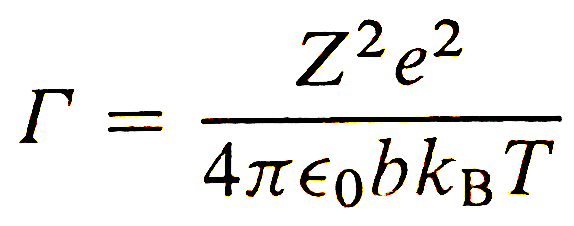 Γ = Z²e² / 4πϵ₀bk_BT